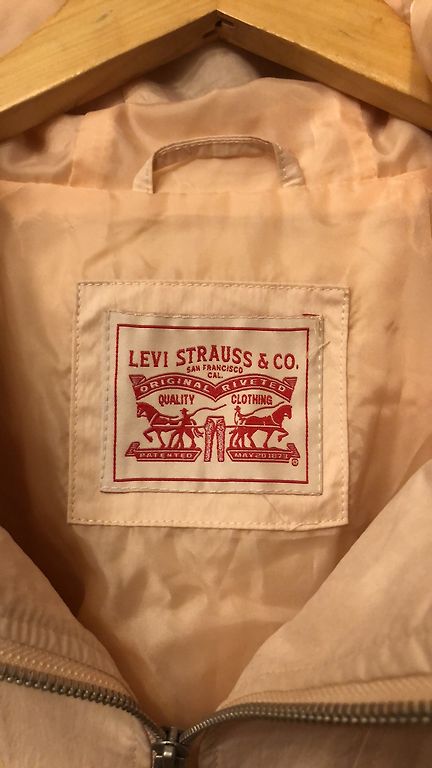 LEVI STRAUSS & CO.
SAN FRANCISCO
CAL.
ORIGINAL RIVETED
QUALITY CLOTHING
PATENTED MAY 20 1873
®